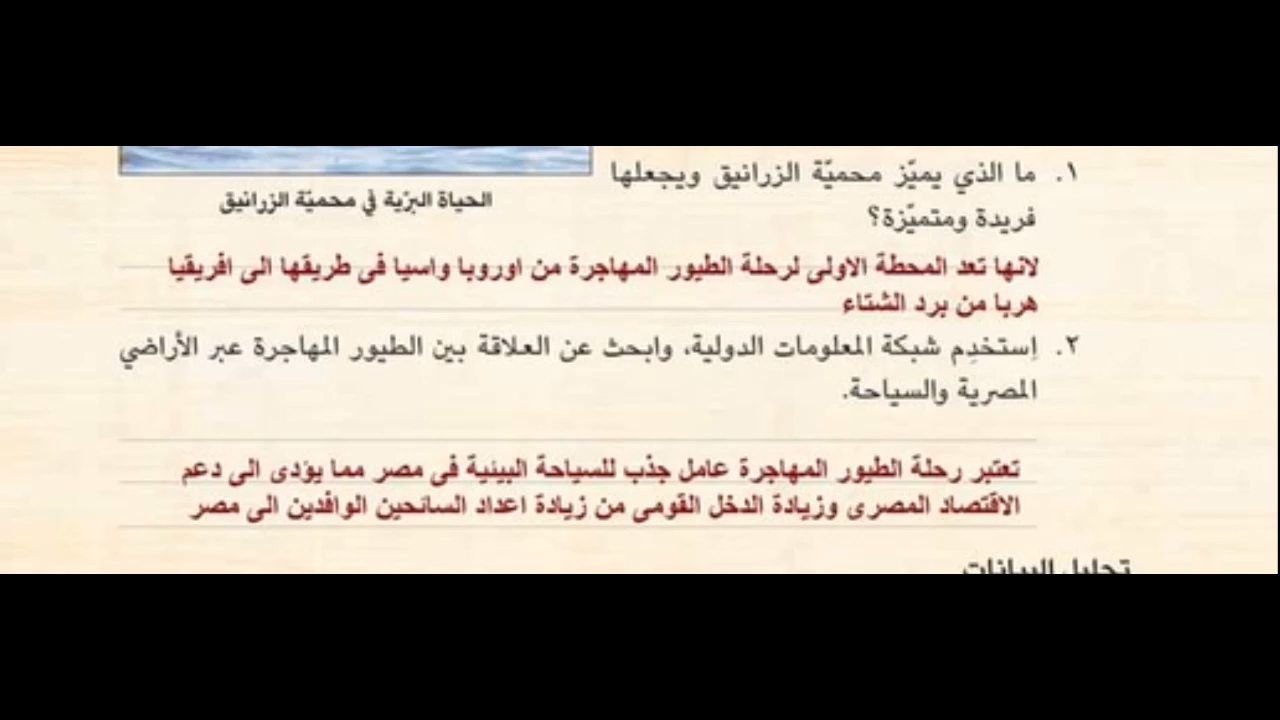 ١. ما الذي يميّز محميّة الزرانيق ويجعلها
فريدة ومتميّزة؟
الحياة البرّية في محميّة الزرانيق
لانها تعد المحطة الاولى لرحلة الطيور المهاجرة من اوروبا واسيا فى طريقها الى افريقيا
هربا من برد الشتاء
٢. اِستخدِم شبكة المعلومات الدولية، وابحث عن العلاقة بين الطيور المهاجرة عبر الأراضي
المصرية والسياحة.
تعتبر رحلة الطيور المهاجرة عامل جذب للسياحة البيئية فى مصر مما يؤدى الى دعم
الاقتصاد المصرى وزيادة الدخل القومى من زيادة اعداد السائحين الوافدين الى مصر
تحليل البيانات